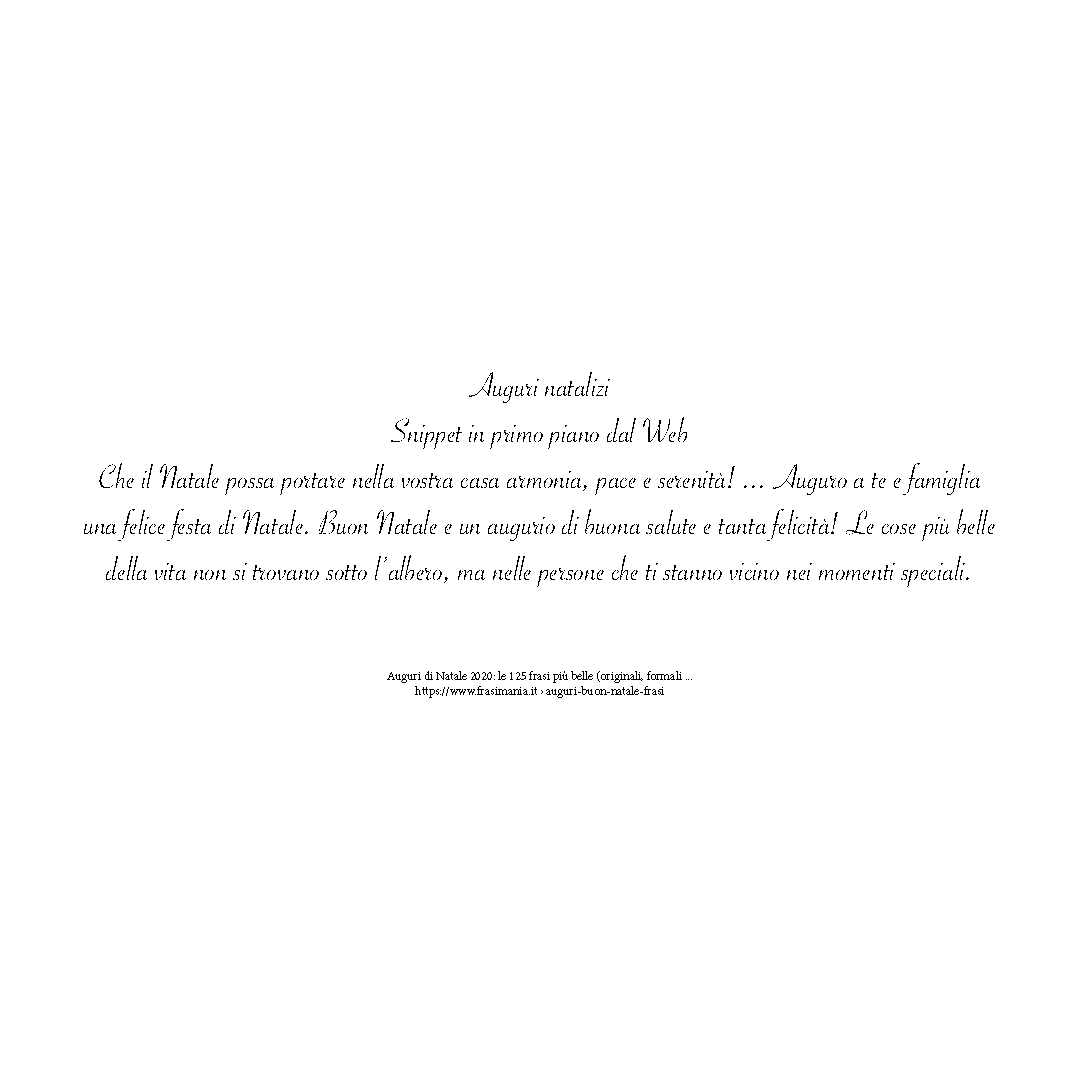 Auguri natalizi
Snippet in primo piano dal Web
Che il Natale possa portare nella vostra casa armonia, pace e serenità! ... Auguro a te e famiglia
una felice festa di Natale. Buon Natale e un augurio di buona salute e tanta felicità! Le cose più belle
della vita non si trovano sotto l'albero, ma nelle persone che ti stanno vicino nei momenti speciali.
Auguri di Natale 2020: le 125 frasi più belle (originali, formali ...
https://www.frasimania.it › auguri-buon-natale-frasi